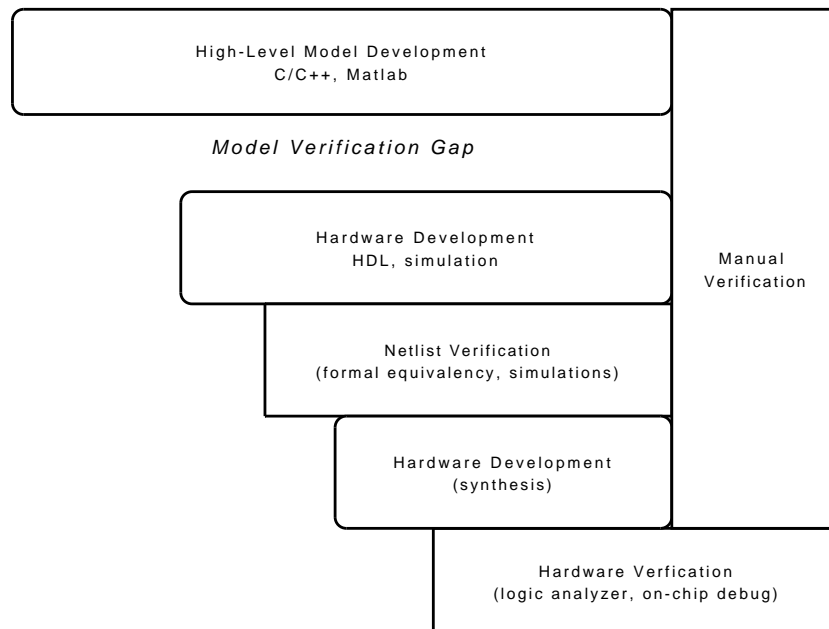 High-Level Model Development
C/C++, Matlab
Model Verification Gap
Hardware Development
HDL, simulation
Manual
Verification
Netlist Verification
(formal equivalency, simulations)
Hardware Development
(synthesis)
Hardware Verfication
(logic analyzer, on-chip debug)